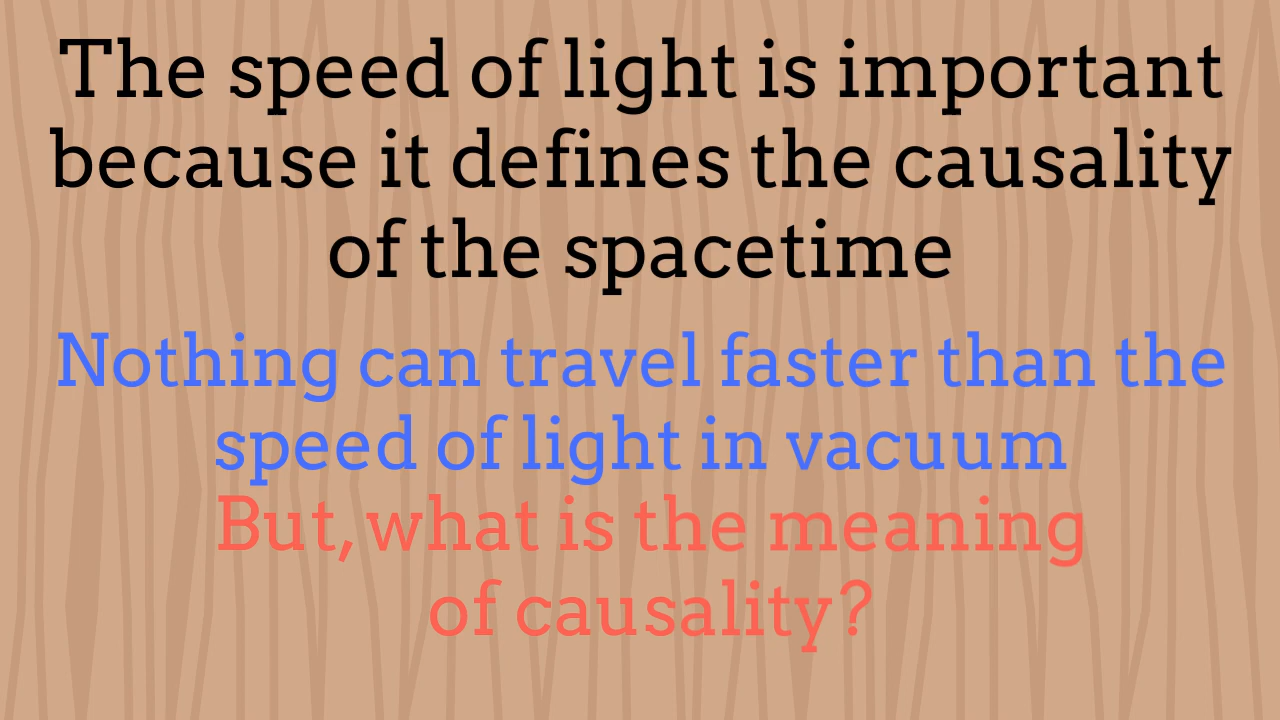 The speed of light is important
because it defines the causality
of the spacetime
Nothing can travel faster than the
speed of light in vacuum
But, what is the meaning
of causality?